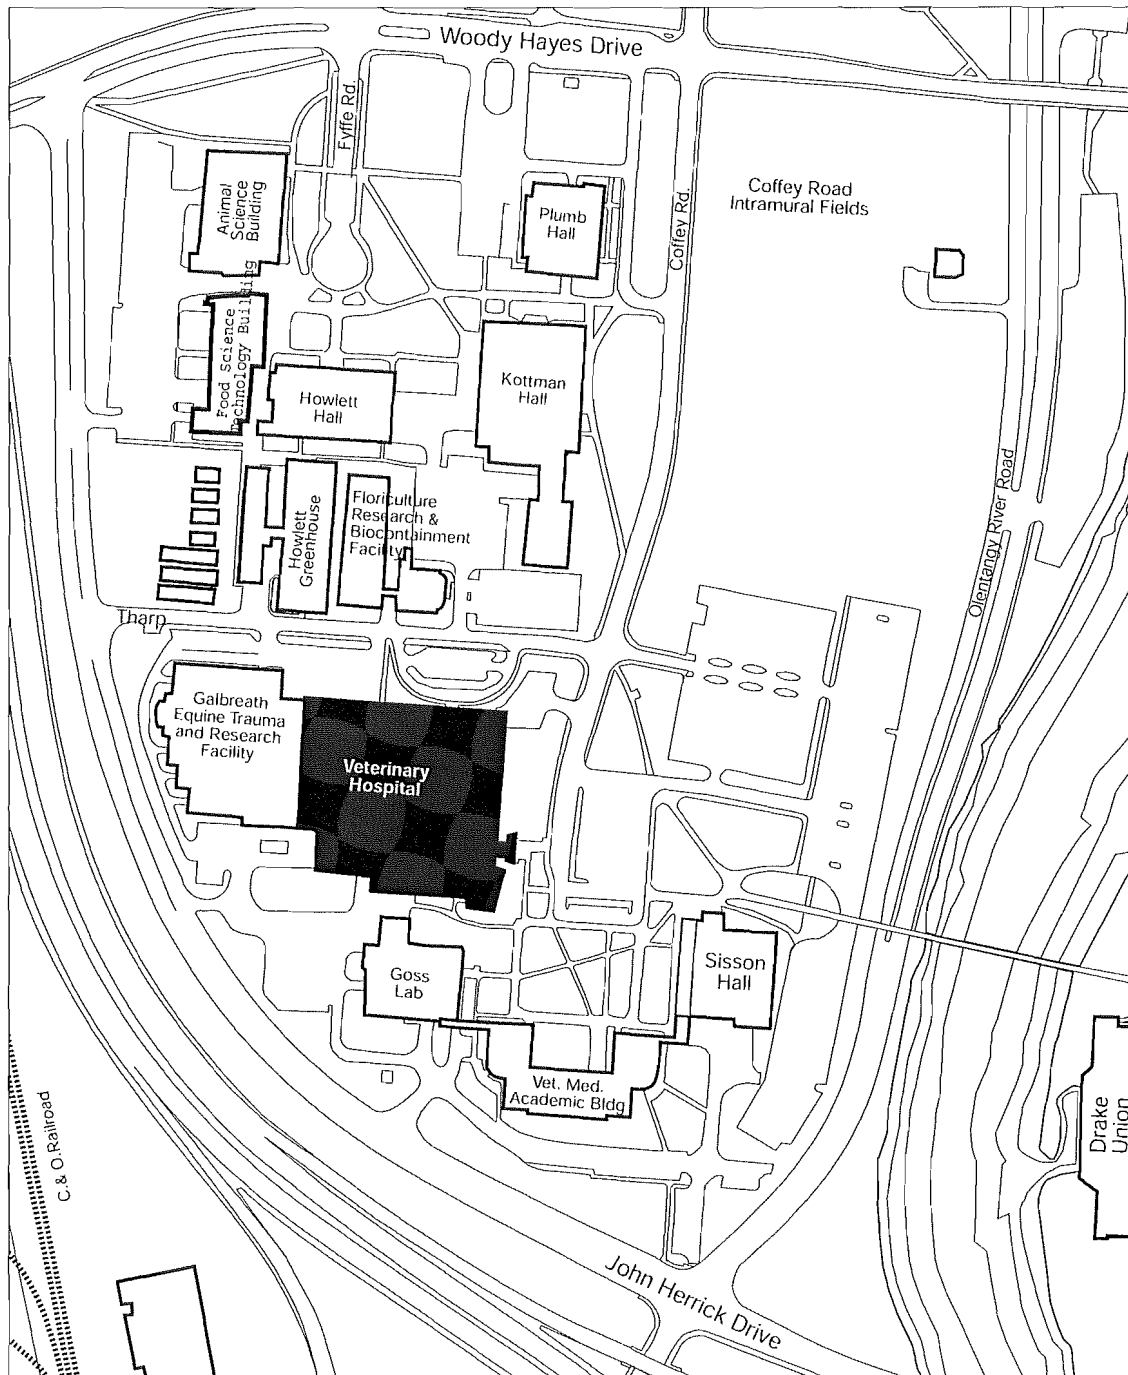 Woody Hayes Drive
Fyffe Rd.
Animal
Science
Building
Plumb
Hall
Coffey Rd.
Coffey Road
Intramural Fields
Food Science
Technology Building
Howlett
Hall
Kottman
Hall
Howlett
Greenhouse
Floriculture
Research &
Biocontainment
Facility
Olentangy River Road
Tharp
Galbreath
Equine Trauma
and Research
Facility
Veterinary
Hospital
Goss
Lab
Sisson
Hall
Vet. Med.
Academic Bldg
Drake
Union
C.& O.Railroad
John Herrick Drive